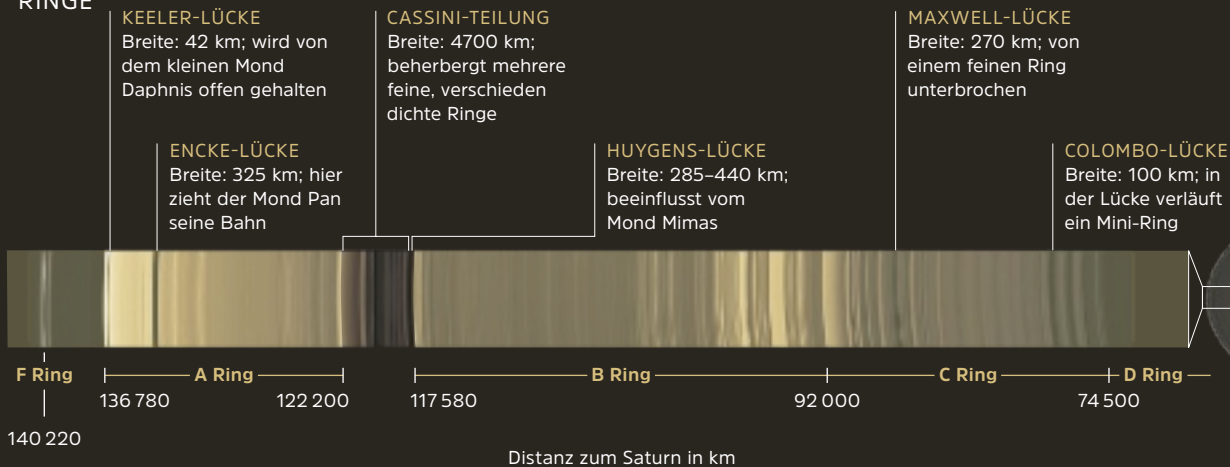 RINGE
KEELER-LÜCKE
Breite: 42 km; wird von
dem kleinen Mond
Daphnis offen gehalten
CASSINI-TEILUNG
Breite: 4700 km;
beherbergt mehrere
feine, verschieden
dichte Ringe
MAXWELL-LÜCKE
Breite: 270 km; von
einem feinen Ring
unterbrochen
ENCKE-LÜCKE
Breite: 325 km; hier
zieht der Mond Pan
seine Bahn
HUYGENS-LÜCKE
Breite: 285–440 km;
beeinflusst vom
Mond Mimas
COLOMBO-LÜCKE
Breite: 100 km; in
der Lücke verläuft
ein Mini-Ring
F Ring A Ring B Ring C Ring D Ring
136 780 122 200 117 580 92 000 74 500
140 220
Distanz zum Saturn in km